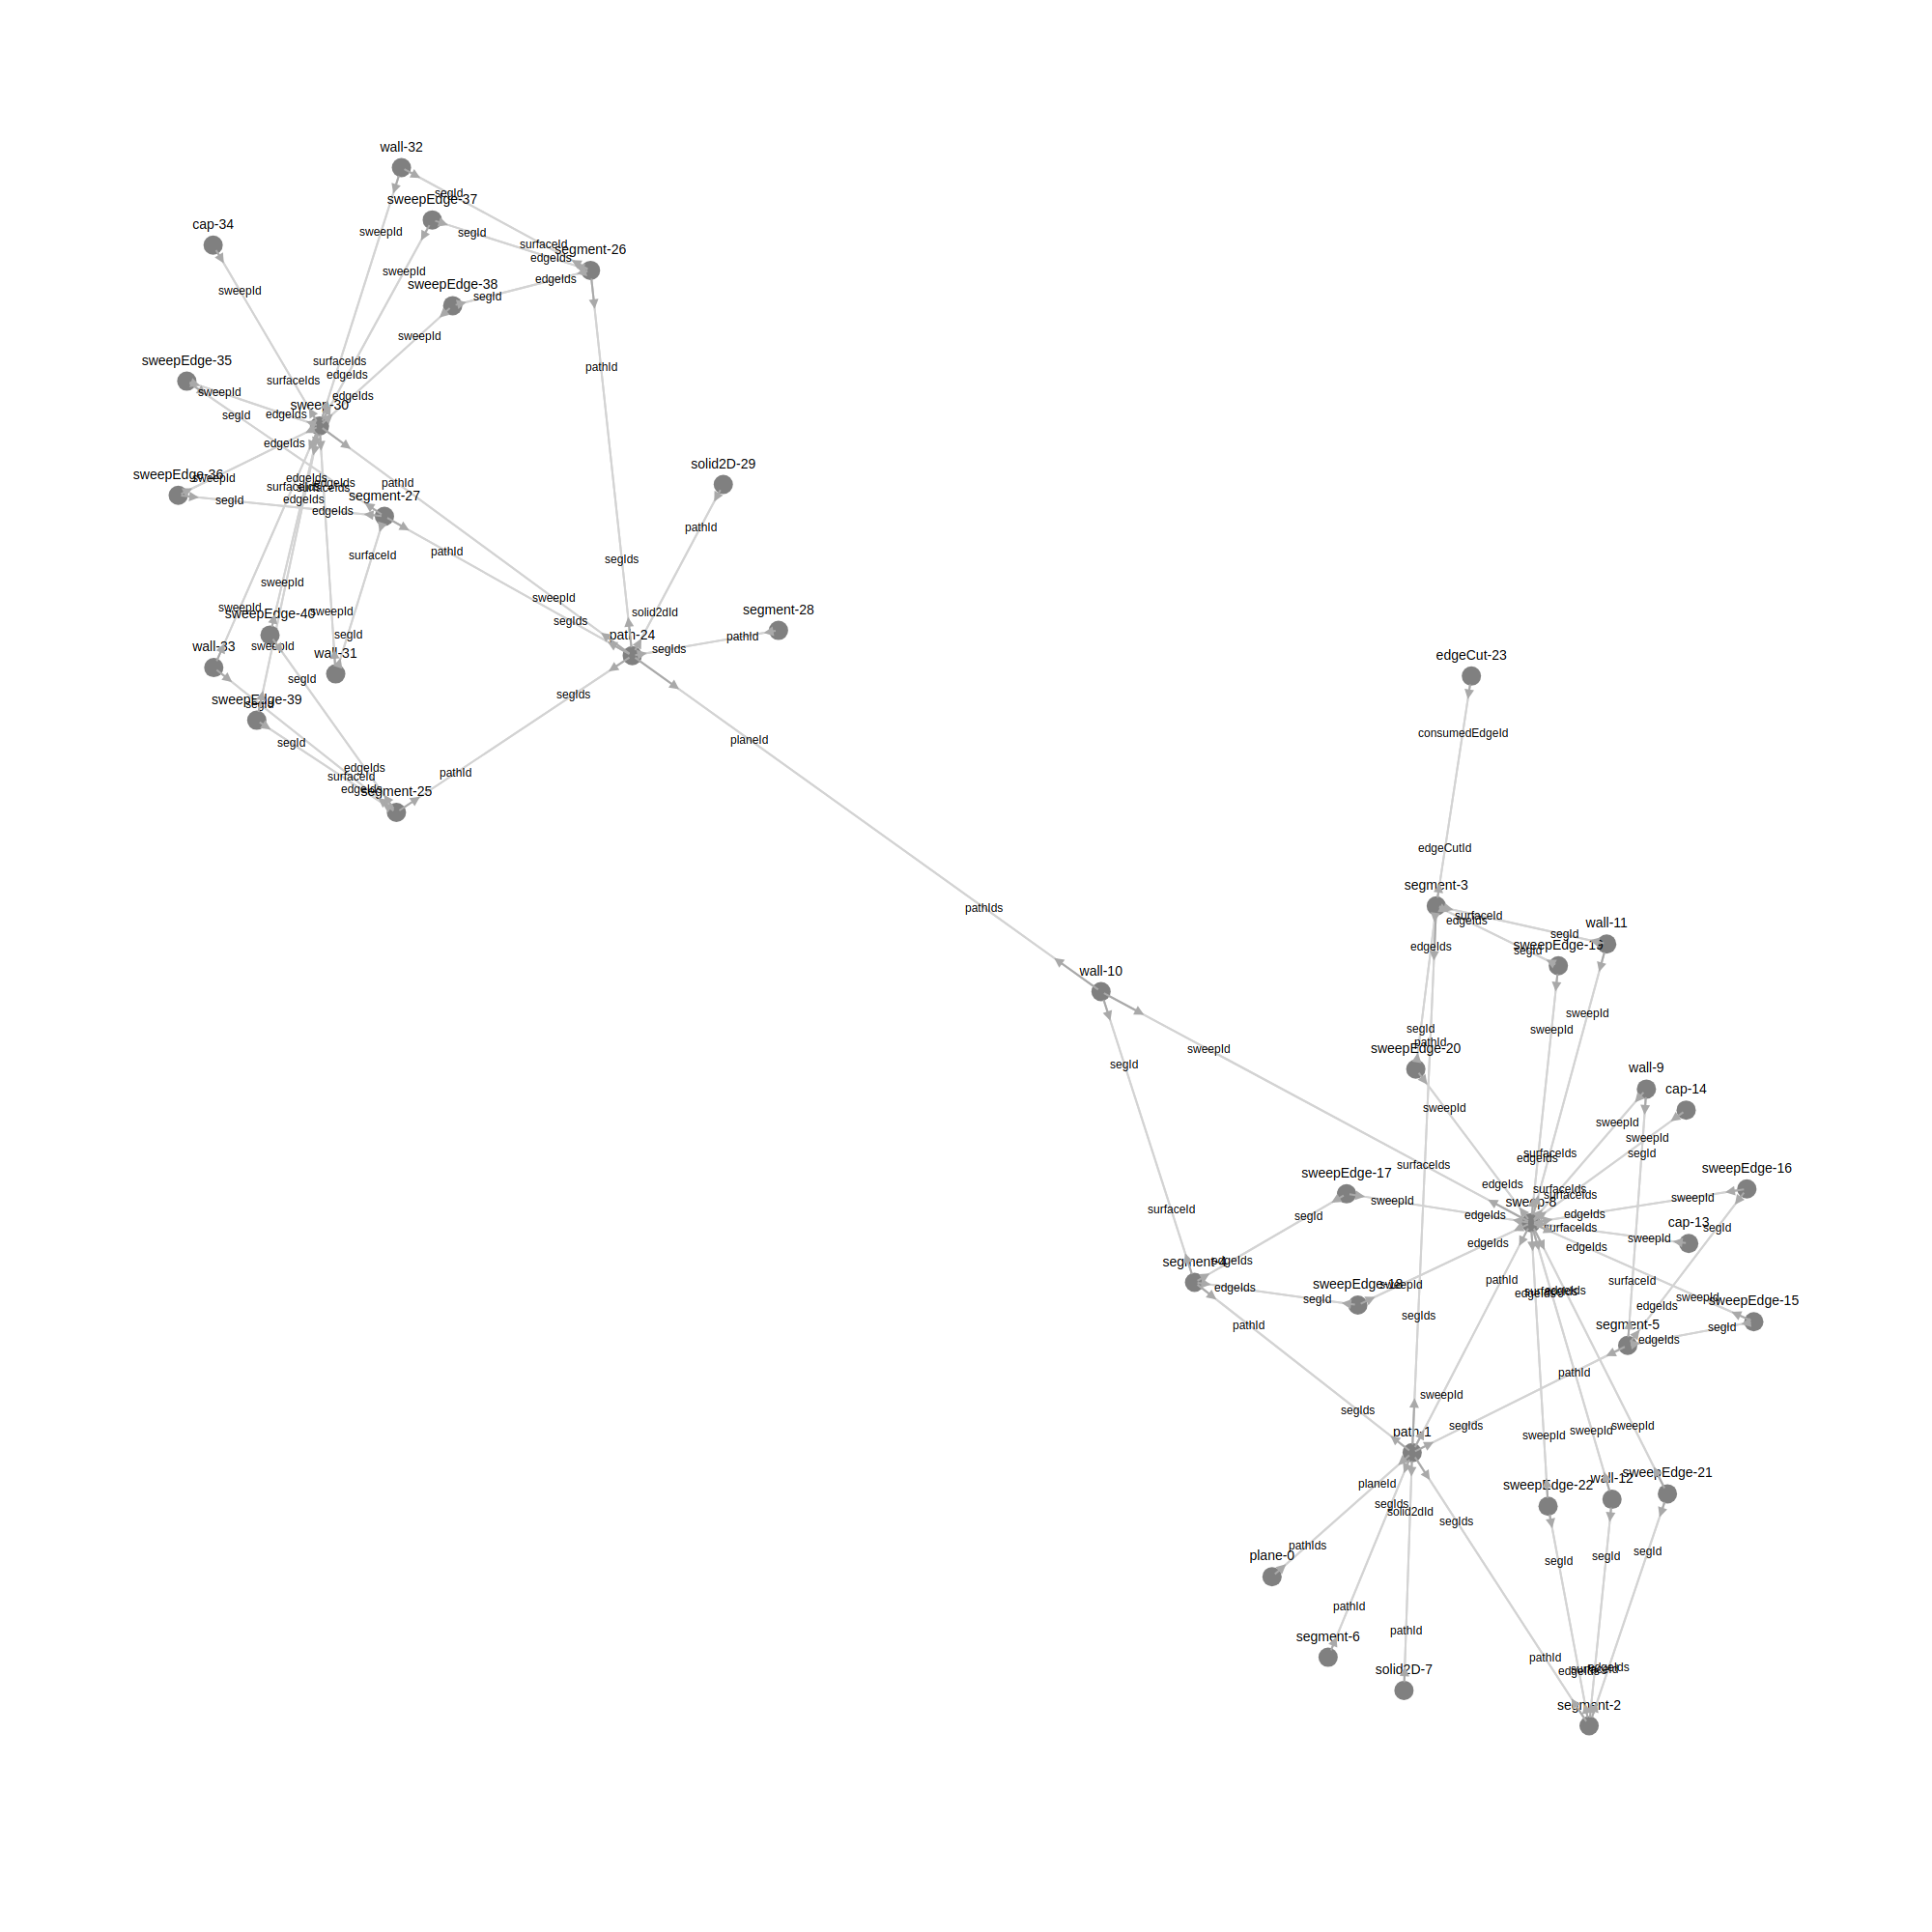 wall-32
segId
sweepEdge-37
cap-34
sweepId
segId
surfaceId
segment-26
edgeIds
sweepId
edgeIds
sweepEdge-38
sweepId
segId
sweepId
sweepEdge-35
surfaceIds
edgeIds
pathId
surfaceIds
sweepId
edgeIds
sweep-30
segId
edgeIds
edgeIds
solid2D-29
sweepEdge-36
sweepId
edgeIds
edgeIds
pathId
surfaceIds
surfaceIds
segment-27
segId
edgeIds
edgeIds
pathId
surfaceId
pathId
segIds
sweepId
sweepId
sweepId
sweepEdge-40
sweepId
solid2dId
segment-28
segIds
path-24
segId
pathId
wall-33
sweepId
wall-31
segIds
edgeCut-23
segId
segIds
sweepEdge-39
segId
consumedEdgeId
segId
planeId
edgeIds
surfaceId
pathId
edgeIds
segment-25
edgeCutId
segment-3
pathIds
surfaceId
edgeIds
wall-11
segId
edgeIds
sweepEdge-19
segId
wall-10
sweepId
segId
sweepId
pathId
sweepId
sweepEdge-20
segId
wall-9
cap-14
sweepId
sweepId
sweepId
surfaceIds
segId
edgeIds
surfaceIds
sweepEdge-17
sweepEdge-16
edgeIds
surfaceIds
surfaceIds
sweepId
sweepId
sweep-8
surfaceId
segId
edgeIds
edgeIds
cap-13
surfaceIds
segId
sweepId
edgeIds
edgeIds
segment-4
edgeIds
pathId
surfaceId
edgeIds
sweepEdge-18
sweepId
segId
edgeIds
surfaceIds
edgeIds
sweepId
sweepEdge-15
edgeIds
segIds
pathId
segment-5
segId
edgeIds
pathId
sweepId
segIds
segIds
path-1
sweepId
sweepId
sweepId
planeId
sweepEdge-22
wall-12
sweepEdge-21
segIds
solid2dId
segIds
plane-0
pathIds
segId
segId
segId
pathId
segment-6
pathId
pathId
solid2D-7
edgeIds
surfaceId
edgeIds
segment-2